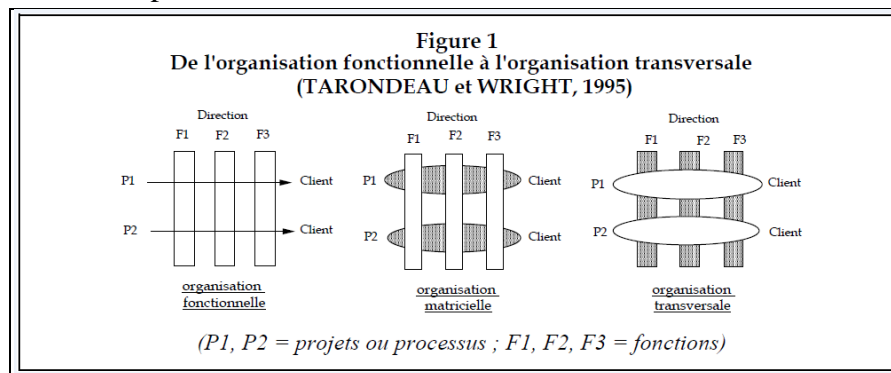 Figure 1
De l'organisation fonctionnelle à l'organisation transversale
(TARONDEAU et WRIGHT, 1995)
Direction
F1 F2 F3
P1 Client
P2 Client
organisation
fonctionnelle
Direction
F1 F2 F3
P1 Client
P2 Client
organisation
matricielle
Direction
F1 F2 F3
P1 Client
P2 Client
organisation
transversale
(P1, P2 = projets ou processus ; F1, F2, F3 = fonctions)